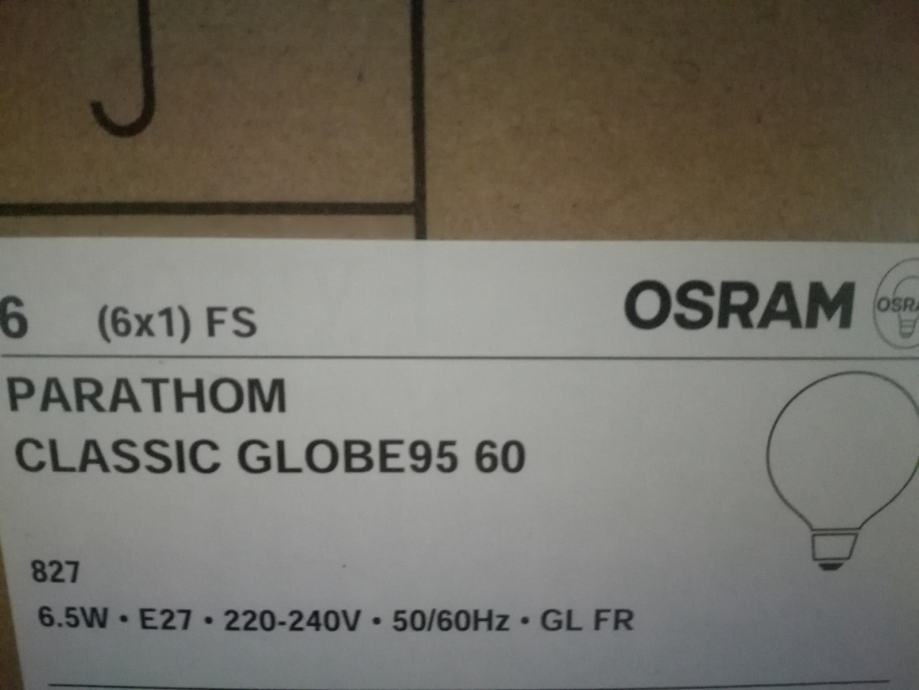 6 (6x1) FS OSRAM
PARATHOM
CLASSIC GLOBE95 60
827
6.5W • E27 • 220-240V • 50/60Hz • GL FR